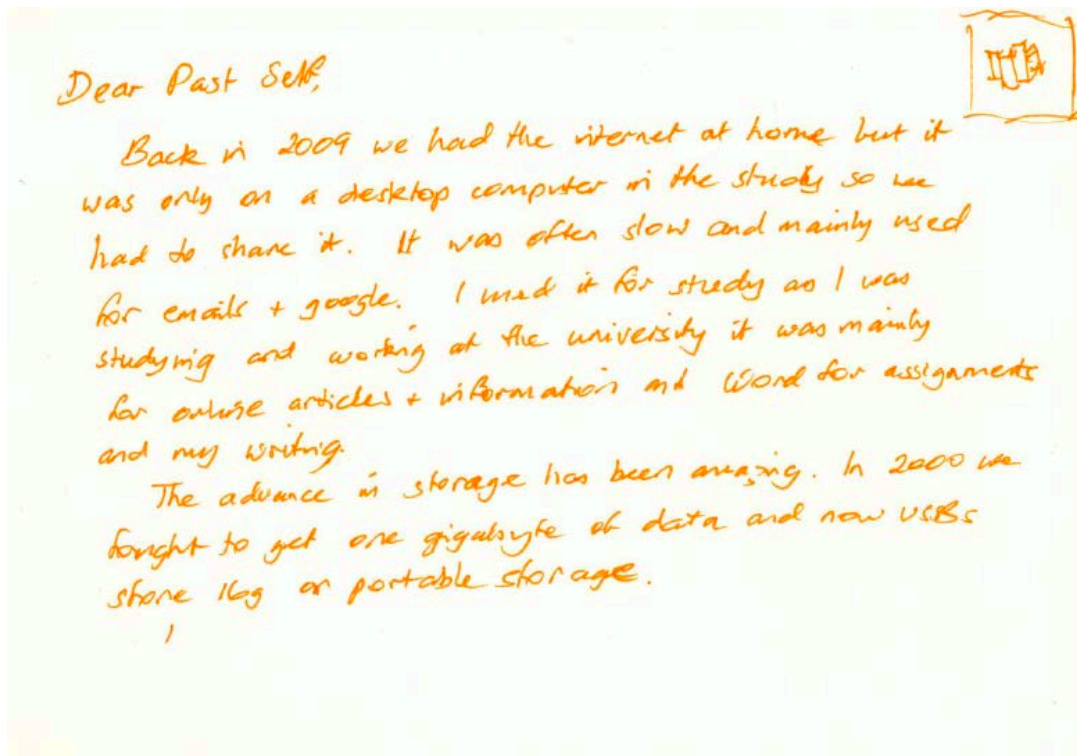 Dear Past Self,
Back in 2009 we had the internet at home but it
was only on a desktop computer in the study so we
had to share it. It was often slow and mainly used
for emails + google. I used it for study as I was
studying and working at the university it was mainly
for online articles + information and Word for assignments
and my writing.
The advance in storage has been amazing. In 2000 we
fought to get one gigabyte of data and now USBs
store 16g or portable storage.
I